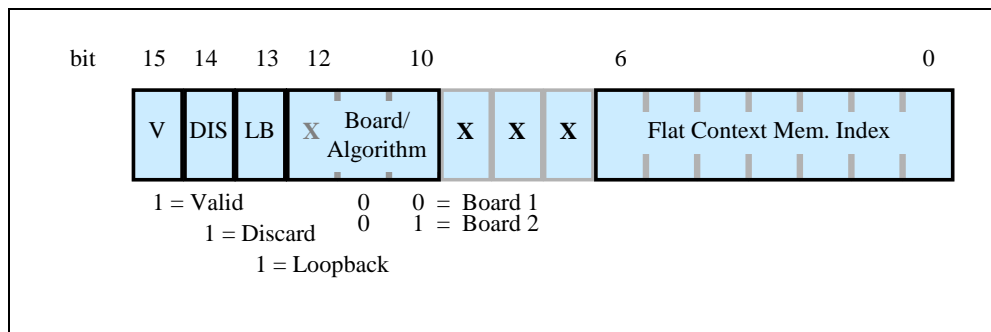 bit 15 14 13 12 10 6 0
V DIS LB X Board/ X X X Flat Context Mem. Index
Algorithm
1 = Valid 0 0 = Board 1
0 1 = Board 2
1 = Discard
1 = Loopback